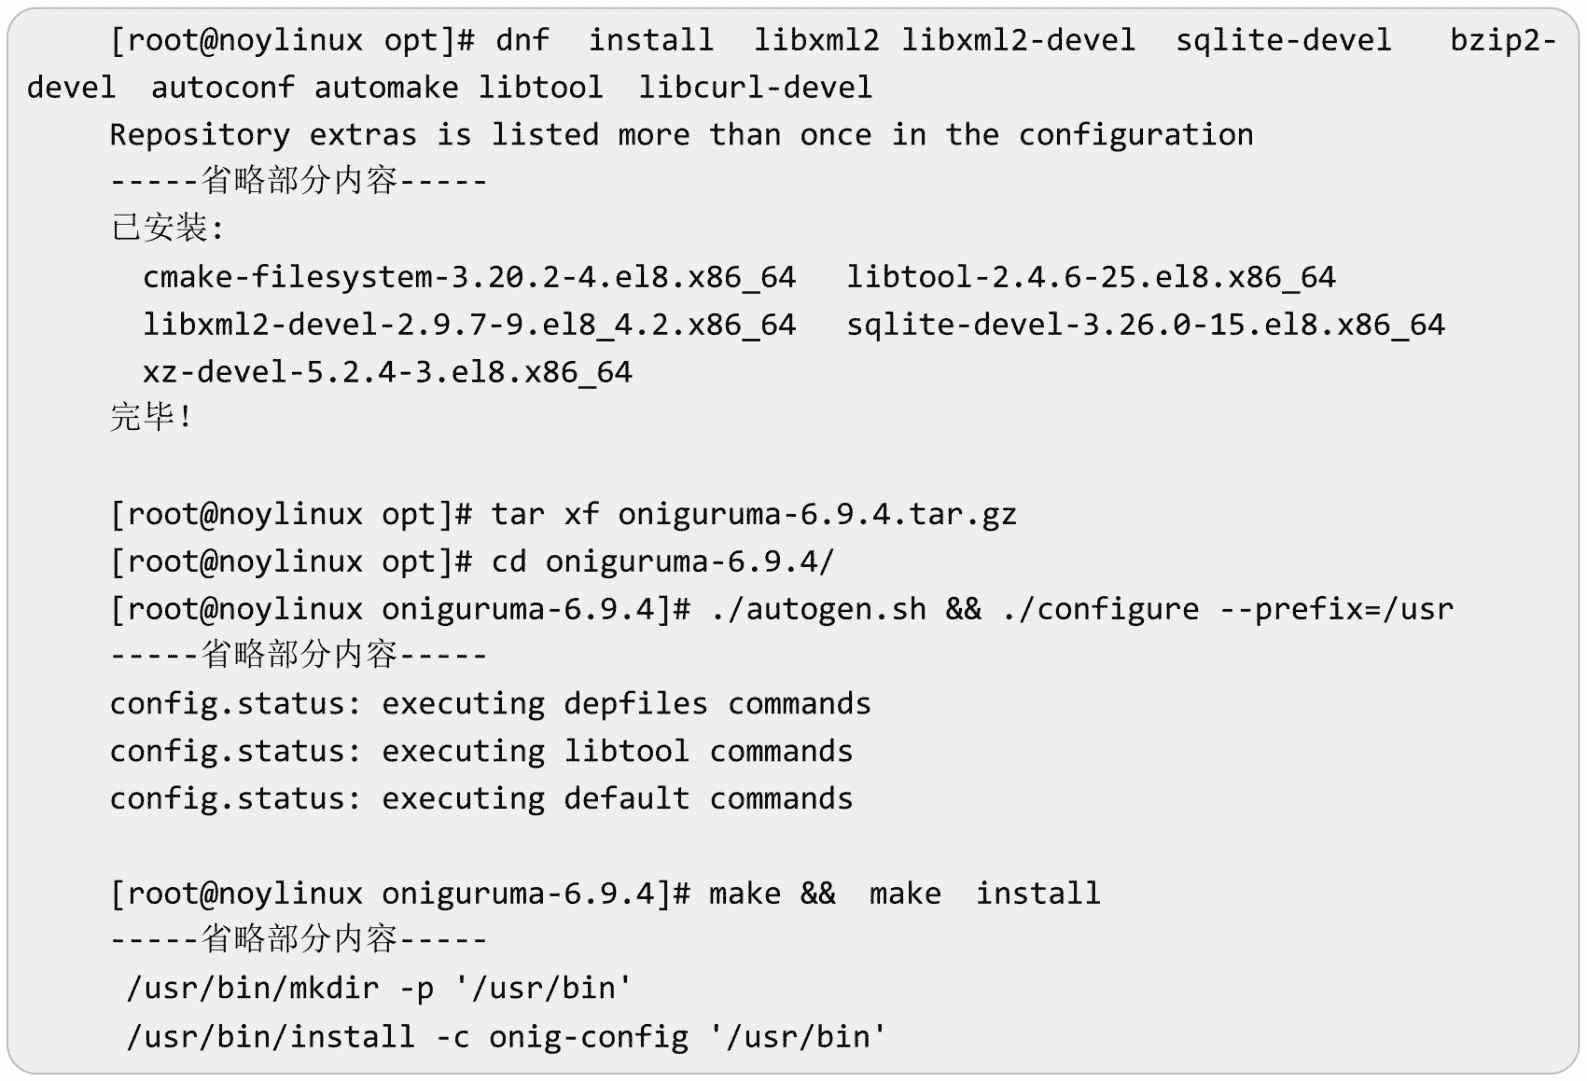 [root@noylinux opt]# dnf  install  libxml2 libxml2-devel  sqlite-devel   bzip2-
devel  autoconf automake libtool  libcurl-devel
Repository extras is listed more than once in the configuration
-----省略部分内容-----
已安装:
  cmake-filesystem-3.20.2-4.el8.x86_64   libtool-2.4.6-25.el8.x86_64
  libxml2-devel-2.9.7-9.el8_4.2.x86_64   sqlite-devel-3.26.0-15.el8.x86_64
  xz-devel-5.2.4-3.el8.x86_64
完毕!
[root@noylinux opt]# tar xf oniguruma-6.9.4.tar.gz
[root@noylinux opt]# cd oniguruma-6.9.4/
[root@noylinux oniguruma-6.9.4]# ./autogen.sh && ./configure --prefix=/usr
-----省略部分内容-----
config.status: executing depfiles commands
config.status: executing libtool commands
config.status: executing default commands
[root@noylinux oniguruma-6.9.4]# make &&  make  install
-----省略部分内容-----
 /usr/bin/mkdir -p '/usr/bin'
 /usr/bin/install -c onig-config '/usr/bin'